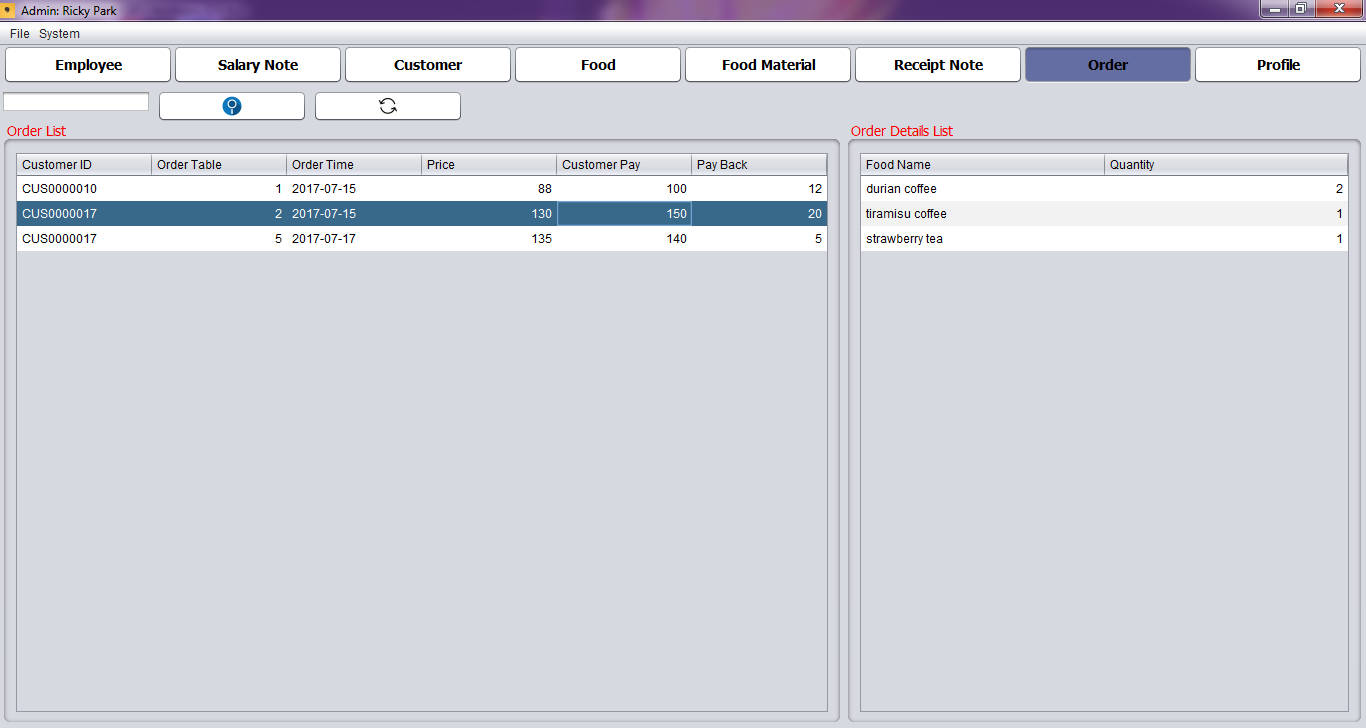 Admin: Ricky Park
File System
Employee Salary Note Customer Food Food Material Receipt Note Order Profile
Order List
Customer ID Order Table Order Time Price Customer Pay Pay Back
CUS0000010 1 2017-07-15 88 100 12
CUS0000017 2 2017-07-15 130 150 20
CUS0000017 5 2017-07-17 135 140 5
Order Details List
Food Name Quantity
durian coffee 2
tiramisu coffee 1
strawberry tea 1